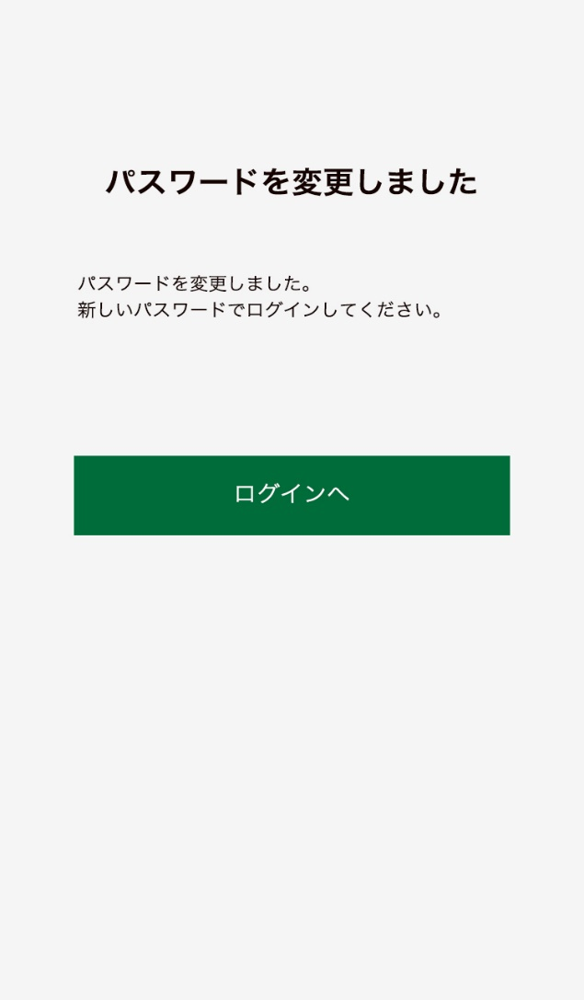 パスワードを変更しました
パスワードを変更しました。
新しいパスワードでログインしてください。
ログインへ